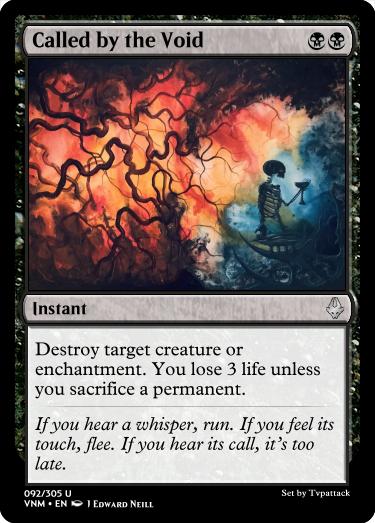 Called by the Void
Instant
Destroy target creature or
enchantment. You lose 3 life unless
you sacrifice a permanent.
If you hear a whisper, run. If you feel its
touch, flee. If you hear its call, it's too
late.
092/305 U
VNM • EN J Edward Neill
Set by Tvpattack